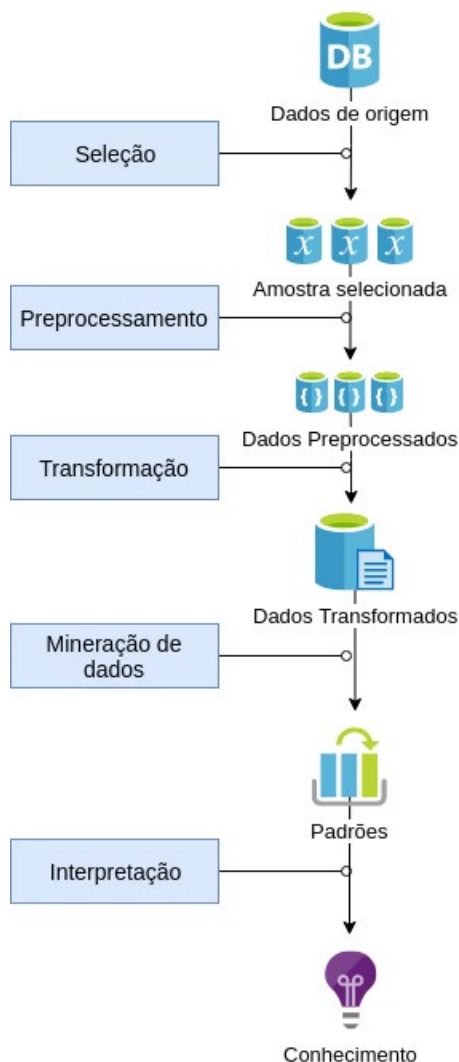 DB
Dados de origem
Seleção
x x x
Amostra selecionada
Preprocessamento
{} {} {}
Dados Preprocessados
Transformação
Dados Transformados
Mineração de
dados
Padrões
Interpretação
Conhecimento